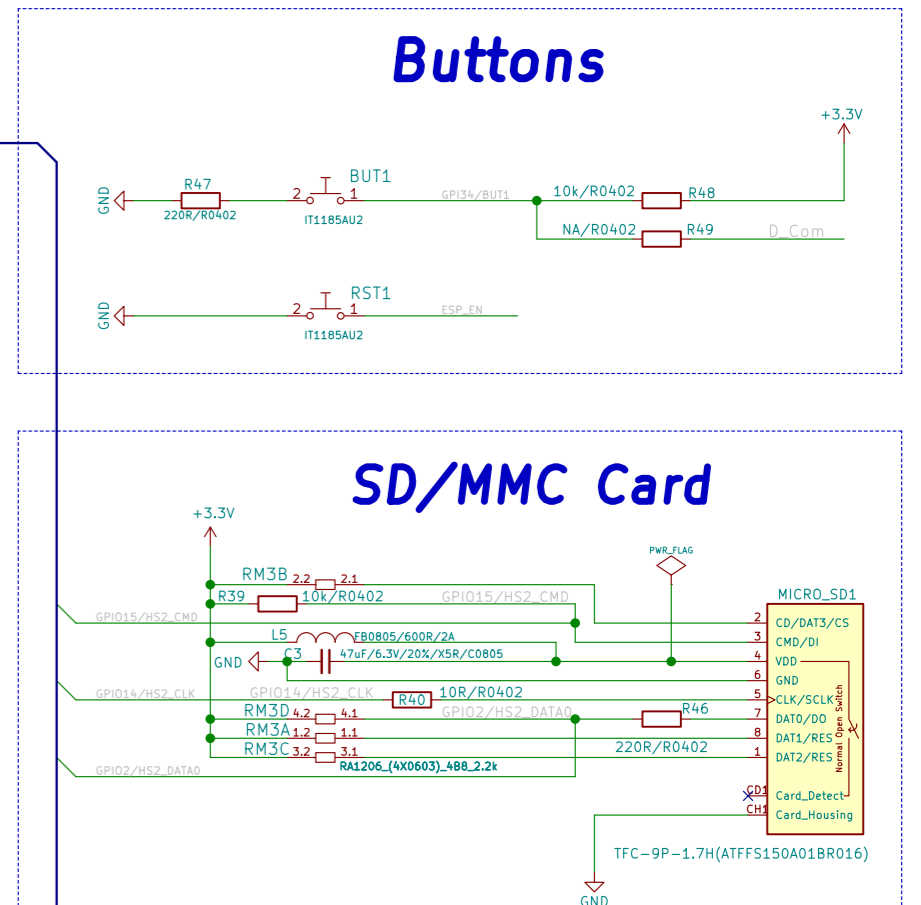 Buttons
+3.3V
R47
BUT1
GND
2
1
GPI34/BUT1
10k/R0402
R48
220R/R0402
IT1185AU2
NA/R0402
R49
D_Com
RST1
GND
2
1
ESP_EN
IT1185AU2
SD/MMC Card
+3.3V
PWR_FLAG
RM3B
2.2
2.1
R39
10k/R0402
GPIO15/HS2_CMD
MICRO_SD1
GPIO15/HS2_CMD
2
CD/DAT3/CS
L5
FB0805/600R/2A
3
CMD/DI
GND
C3
47uF/6.3V/20%/X5R/C0805
4
VDD
6
GND
GPIO14/HS2_CLK
GPIO14/HS2_CLK
R40
10R/R0402
5
CLK/SCLK
Normal Open Switch
RM3D
4.2
4.1
GPIO2/HS2_DATA0
R46
7
DAT0/DO
RM3A
1.2
1.1
220R/R0402
8
DAT1/RES
RM3C
3.2
3.1
1
DAT2/RES
GPIO2/HS2_DATA0
RA1206_(4X0603)_4B8_2.2k
CD1
Card_Detect
CH1
Card_Housing
TFC-9P-1.7H(ATFFS150A01BR016)
GND